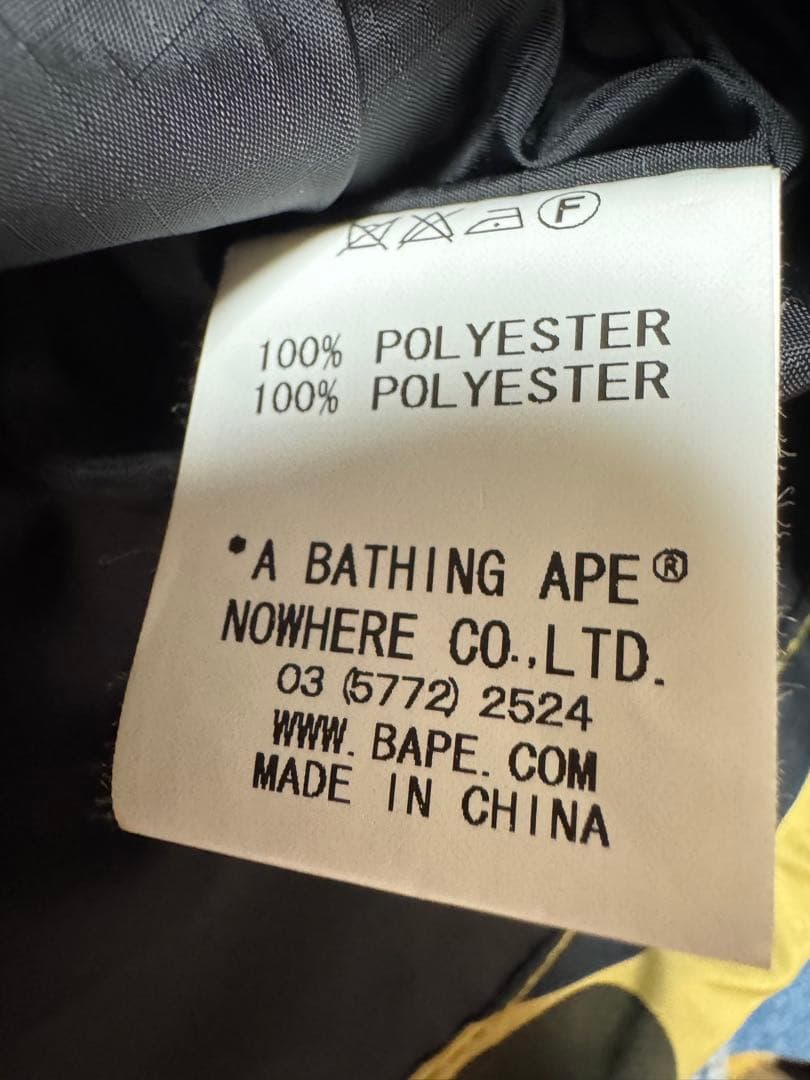 F
100% POLYESTER
100% POLYESTER
*A BATHING APE®
NOWHERE CO.,LTD.
03 (5772) 2524
WWW. BAPE. COM
MADE IN CHINA